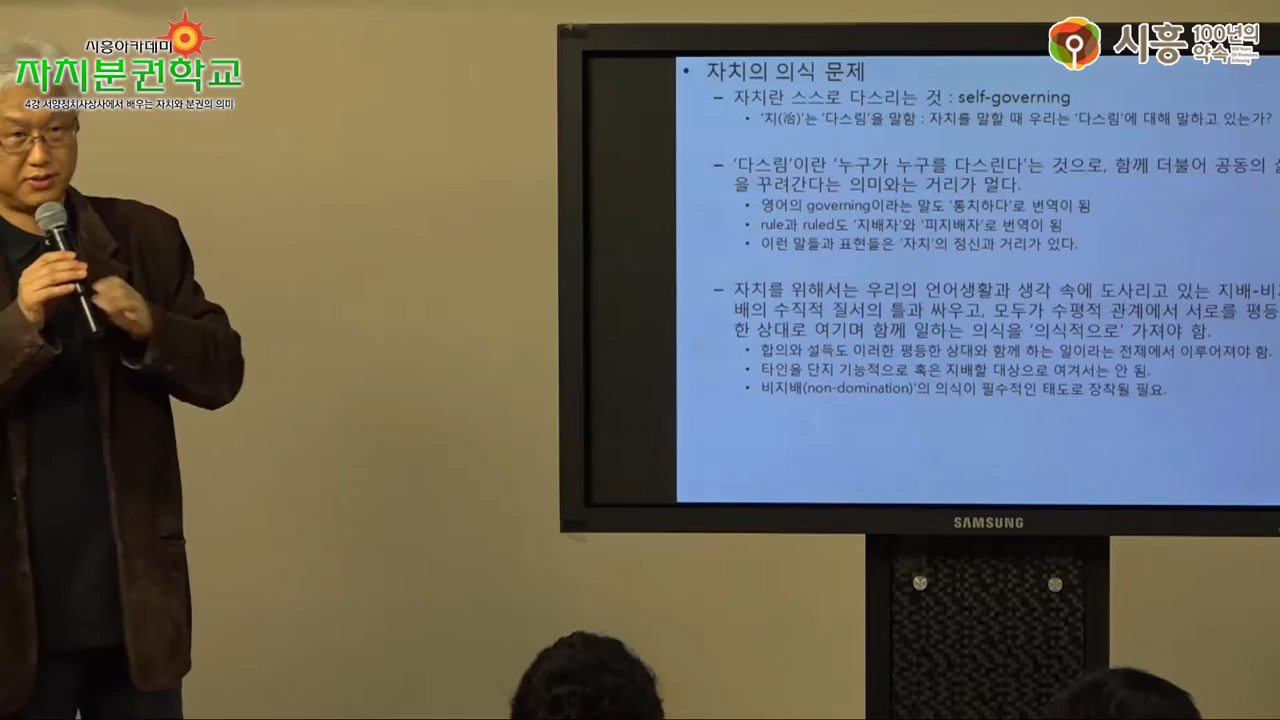 시흥아카데미
자치분권학교
4강 서양정치사상사에서 배우는 자치와 분권의 의미
시흥 100년의
약속
• 자치의 의식 문제
– 자치란 스스로 다스리는 것 : self-governing
• '치(治)'는 '다스림'을 말함 : 자치를 말할 때 우리는 '다스림'에 대해 말하고 있는가?
– '다스림'이란 '누구가 누구를 다스린다'는 것으로, 함께 더불어 공동의
을 꾸려간다는 의미와는 거리가 멀다.
• 영어의 governing이라는 말도 '통치하다'로 번역이 됨
• rule과 ruled도 '지배자'와 '피지배자'로 번역이 됨
• 이런 말들과 표현들은 '자치'의 정신과 거리가 있다.
– 자치를 위해서는 우리의 언어생활과 생각 속에 도사리고 있는 지배-비지
배의 수직적 질서의 틀과 싸우고, 모두가 수평적 관계에서 서로를 평등
한 상대로 여기며 함께 일하는 의식을 '의식적으로' 가져야 함.
• 합의와 설득도 이러한 평등한 상대와 함께 하는 일이라는 전제에서 이루어져야 함.
• 타인을 단지 기능적으로 혹은 지배할 대상으로 여겨서는 안 됨.
• 비지배(non-domination)'의 의식이 필수적인 태도로 장착될 필요.
SAMSUNG